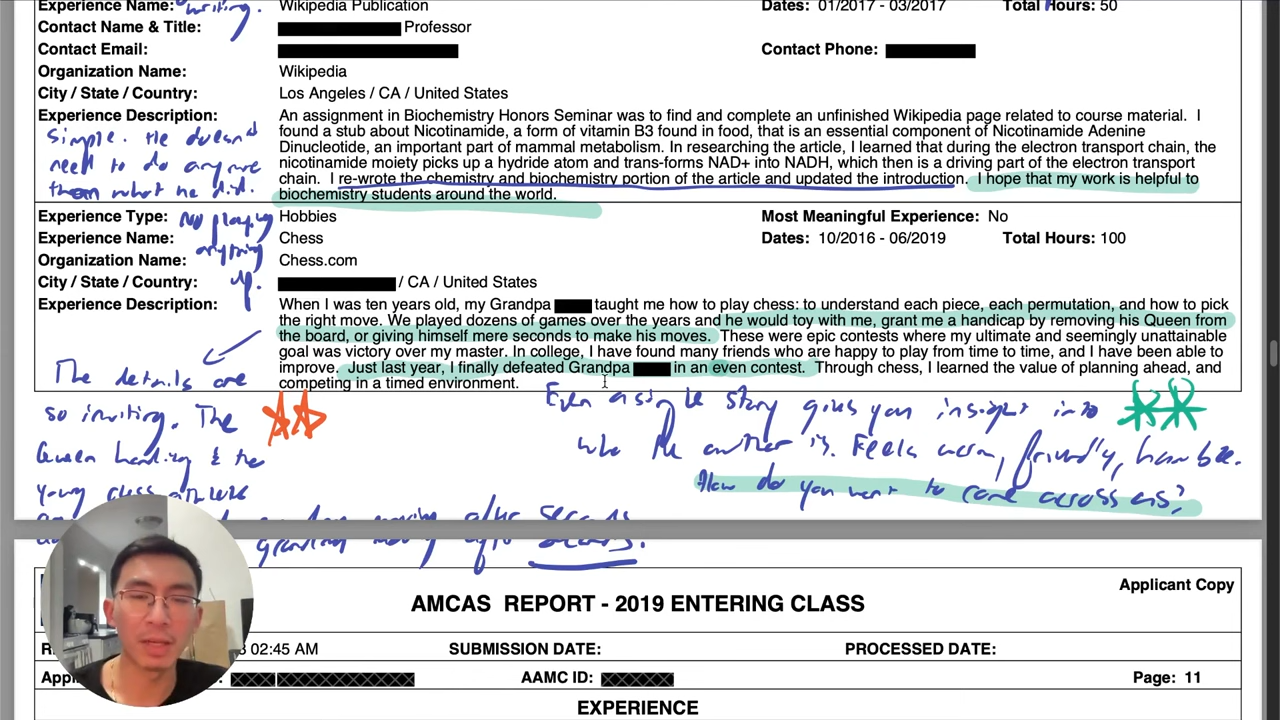 Experience Name: Wikipedia Publication Dates: 01/2017 - 03/2017 Total Hours: 50
writing.
Contact Name & Title: Professor
Contact Email: Contact Phone:
Organization Name: Wikipedia
City / State / Country: Los Angeles / CA / United States
Experience Description: An assignment in Biochemistry Honors Seminar was to find and complete an unfinished Wikipedia page related to course material. I
found a stub about Nicotinamide, a form of vitamin B3 found in food, that is an essential component of Nicotinamide Adenine
Dinucleotide, an important part of mammal metabolism. In researching the article, I learned that during the electron transport chain, the
nicotinamide moiety picks up a hydride atom and trans-forms NAD+ into NADH, which then is a driving part of the electron transport
chain. I re-wrote the chemistry and biochemistry portion of the article and updated the introduction. I hope that my work is helpful to
biochemistry students around the world.
simple. He doesn't
need to do anymore
than what he did.
Experience Type: Hobbies Most Meaningful Experience: No
Experience Name: Chess Dates: 10/2016 - 06/2019 Total Hours: 100
Organization Name: Chess.com
City / State / Country: / CA / United States
No playing
anything
up.
Experience Description: When I was ten years old, my Grandpa taught me how to play chess: to understand each piece, each permutation, and how to pick
the right move. We played dozens of games over the years and he would toy with me, grant me a handicap by removing his Queen from
the board, or giving himself mere seconds to make his moves. These were epic contests where my ultimate and seemingly unattainable
goal was victory over my master. In college, I have found many friends who are happy to play from time to time, and I have been able to
improve. Just last year, I finally defeated Grandpa in an even contest. Through chess, I learned the value of planning ahead, and
competing in a timed environment.
The details are
so inviting. The
Queen handing & the
young
grandpa moving after seconds.
Even a single story gives you insight into
who the author is. Feels warm, friendly, humble.
How do you want to come across as?
Applicant Copy
AMCAS REPORT - 2019 ENTERING CLASS
02:45 AM SUBMISSION DATE: PROCESSED DATE:
AAMC ID: Page: 11
EXPERIENCE